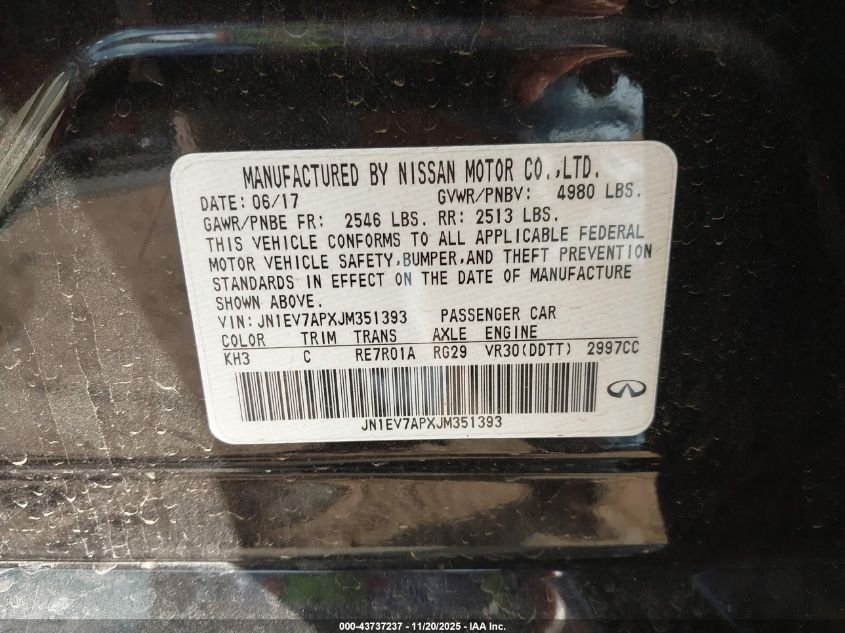 MANUFACTURED BY NISSAN MOTOR CO.,LTD.
DATE: 06/17 GVWR/PNBV: 4980 LBS.
GAWR/PNBE FR: 2546 LBS. RR: 2513 LBS.
THIS VEHICLE CONFORMS TO ALL APPLICABLE FEDERAL
MOTOR VEHICLE SAFETY,BUMPER,AND THEFT PREVENTION
STANDARDS IN EFFECT ON THE DATE OF MANUFACTURE
SHOWN ABOVE.
VIN: JN1EV7APXJM351393 PASSENGER CAR
COLOR TRIM TRANS AXLE ENGINE
KH3 C RE7R01A RG29 VR30(DDTT) 2997CC
JN1EV7APXJM351393
000-43737237 - 11/20/2025 - IAA Inc.